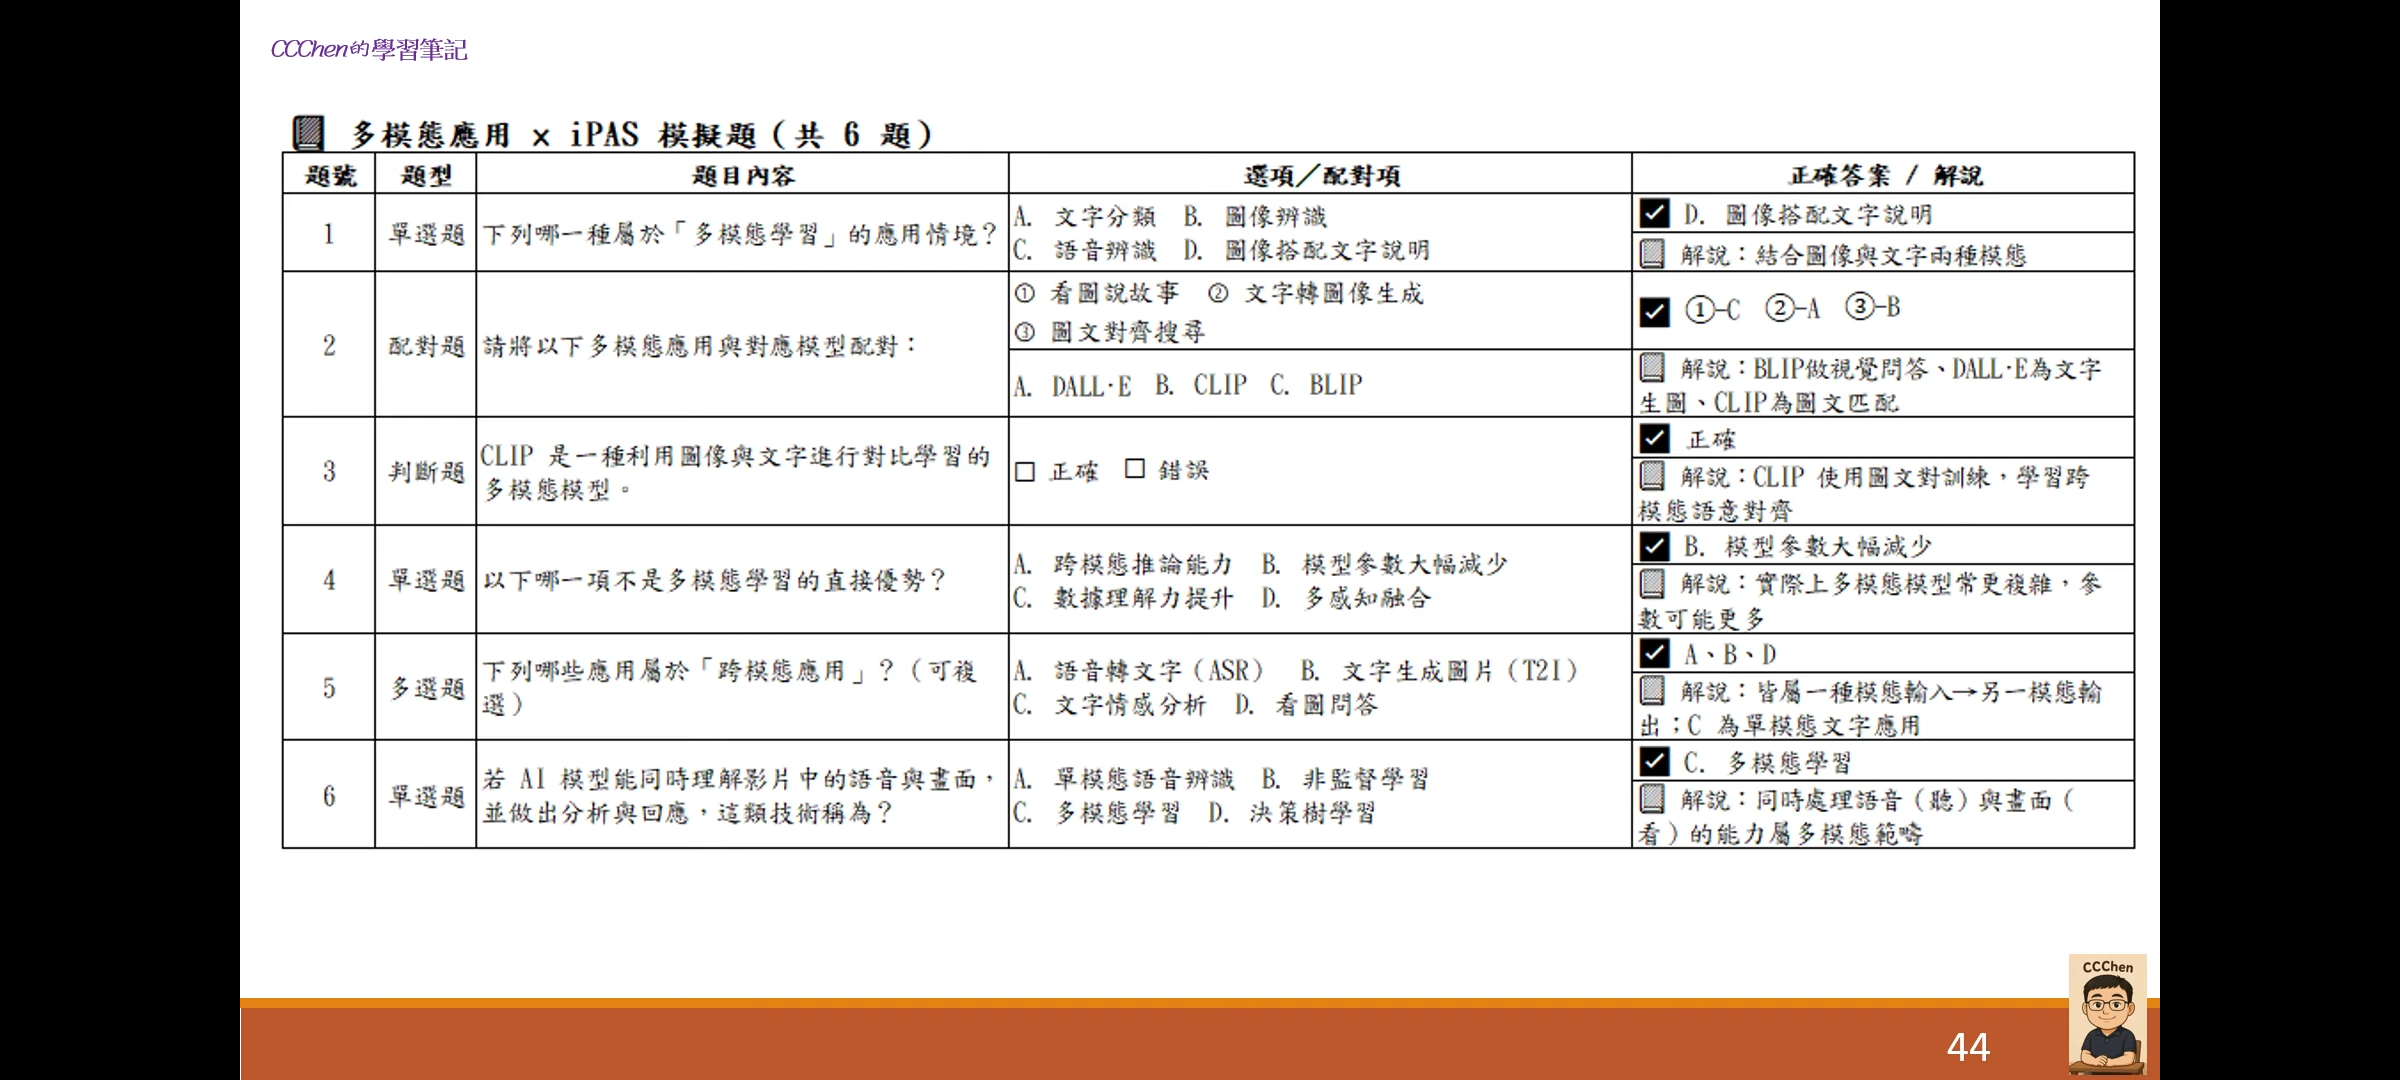 CCChen的學習筆記
多模態應用 x iPAS 模擬題（共 6 題）
題號 題型 題目內容 選項／配對項 正確答案 / 解說
1 單選題 下列哪一種屬於「多模態學習」的應用情境？
A. 文字分類 B. 圖像辨識
C. 語音辨識 D. 圖像搭配文字說明
D. 圖像搭配文字說明
解說：結合圖像與文字兩種模態
2 配對題 請將以下多模態應用與對應模型配對：
① 看圖說故事 ② 文字轉圖像生成
③ 圖文對齊搜尋
A. DALL·E B. CLIP C. BLIP
①-C ②-A ③-B
解說：BLIP做視覺問答、DALL·E為文字
生圖、CLIP為圖文匹配
3 判斷題
CLIP 是一種利用圖像與文字進行對比學習的
多模態模型。
☐ 正確 ☐ 錯誤
正確
解說：CLIP 使用圖文對訓練，學習跨
模態語意對齊
4 單選題 以下哪一項不是多模態學習的直接優勢？
A. 跨模態推論能力 B. 模型參數大幅減少
C. 數據理解力提升 D. 多感知融合
B. 模型參數大幅減少
解說：實際上多模態模型常更複雜，參
數可能更多
5 多選題
下列哪些應用屬於「跨模態應用」？（可複
選）
A. 語音轉文字（ASR） B. 文字生成圖片（T2I）
C. 文字情感分析 D. 看圖問答
A、B、D
解說：皆屬一種模態輸入→另一模態輸
出；C 為單模態文字應用
6 單選題
若 AI 模型能同時理解影片中的語音與畫面，
並做出分析與回應，這類技術稱為？
A. 單模態語音辨識 B. 非監督學習
C. 多模態學習 D. 決策樹學習
C. 多模態學習
解說：同時處理語音（聽）與畫面（
看）的能力屬多模態範疇
CCChen
44